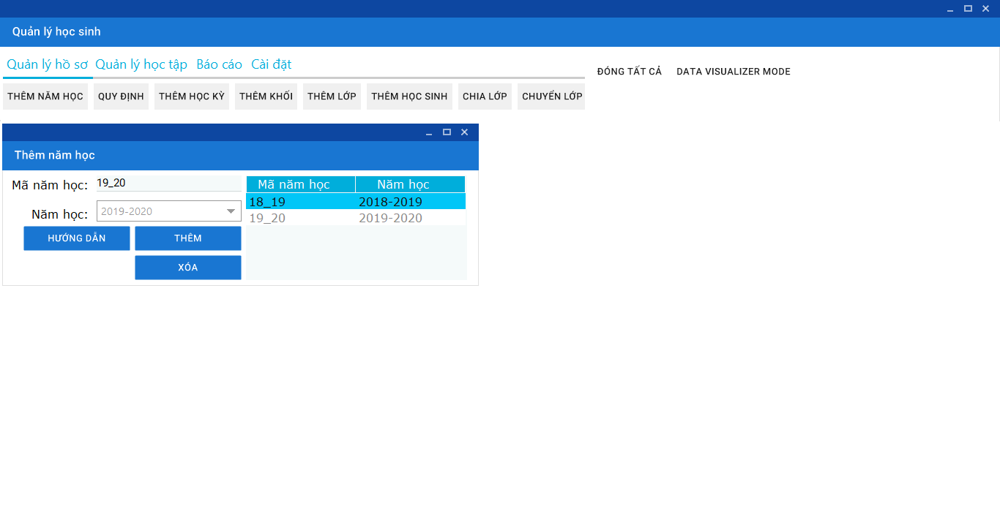 Quản lý học sinh
Quản lý hồ sơ Quản lý học tập Báo cáo Cài đặt
ĐÓNG TẤT CẢ DATA VISUALIZER MODE
THÊM NĂM HỌC QUY ĐỊNH THÊM HỌC KỲ THÊM KHỐI THÊM LỚP THÊM HỌC SINH CHIA LỚP CHUYỂN LỚP
Thêm năm học
Mã năm học: 19_20
Năm học: 2019-2020
HƯỚNG DẪN THÊM
XÓA
Mã năm học Năm học
18_19 2018-2019
19_20 2019-2020